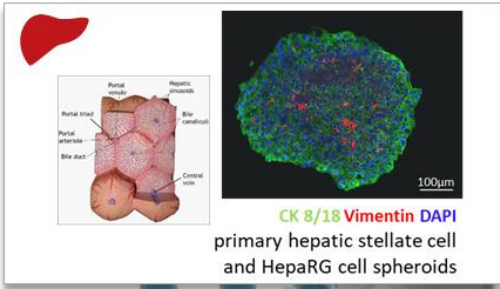 Portal venule
Hepatic sinusoids
Portal triad
Bile canaliculi
Portal arteriole
Bile duct
Central vein
100µm
CK 8/18 Vimentin DAPI
primary hepatic stellate cell
and HepaRG cell spheroids